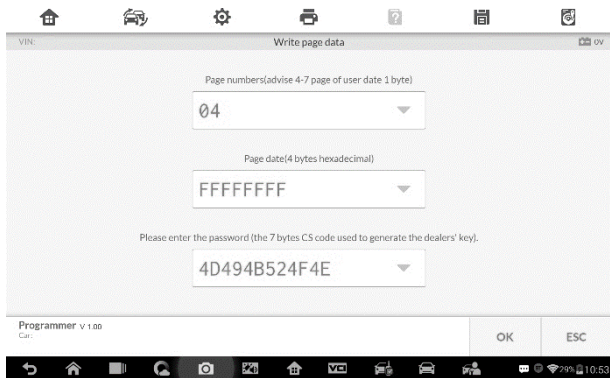 VIN:
Write page data
0V
Page numbers(advise 4-7 page of user date 1 byte)
04
Page date(4 bytes hexadecimal)
FFFFFFFF
Please enter the password (the 7 bytes CS code used to generate the dealers' key).
4D494B524F4E
Programmer V 1.00
Car:
OK
ESC
VCI
29%
10:53